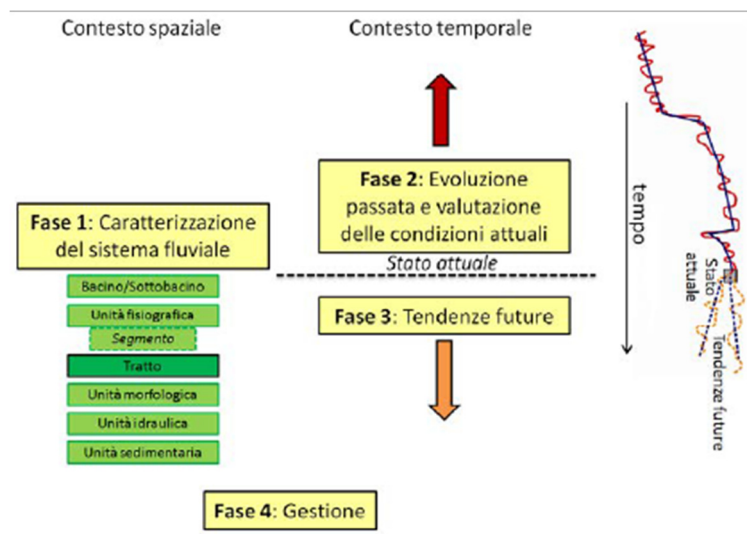 Contesto spaziale
Contesto temporale
Fase 1: Caratterizzazione
del sistema fluviale
Bacino/Sottobacino
Unità fisiografica
Segmento
Tratto
Unità morfologica
Unità idraulica
Unità sedimentaria
Fase 2: Evoluzione
passata e valutazione
delle condizioni attuali
Stato attuale
Fase 3: Tendenze future
tempo
Stato
attuale
Tendenze future
Fase 4: Gestione